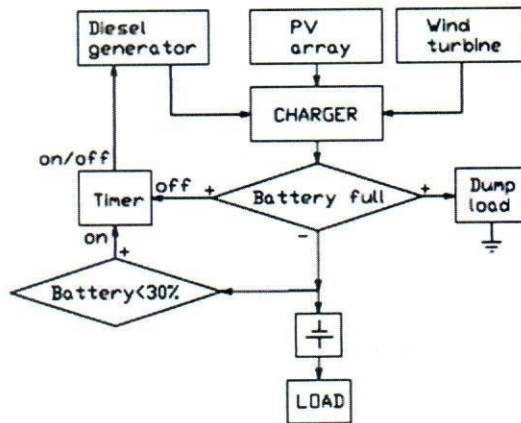 Diesel
generator
PV
array
Wind
turbine
CHARGER
on/off
Timer
off
+
Battery full
+
Dump
load
on
+
-
Battery<30%
LOAD